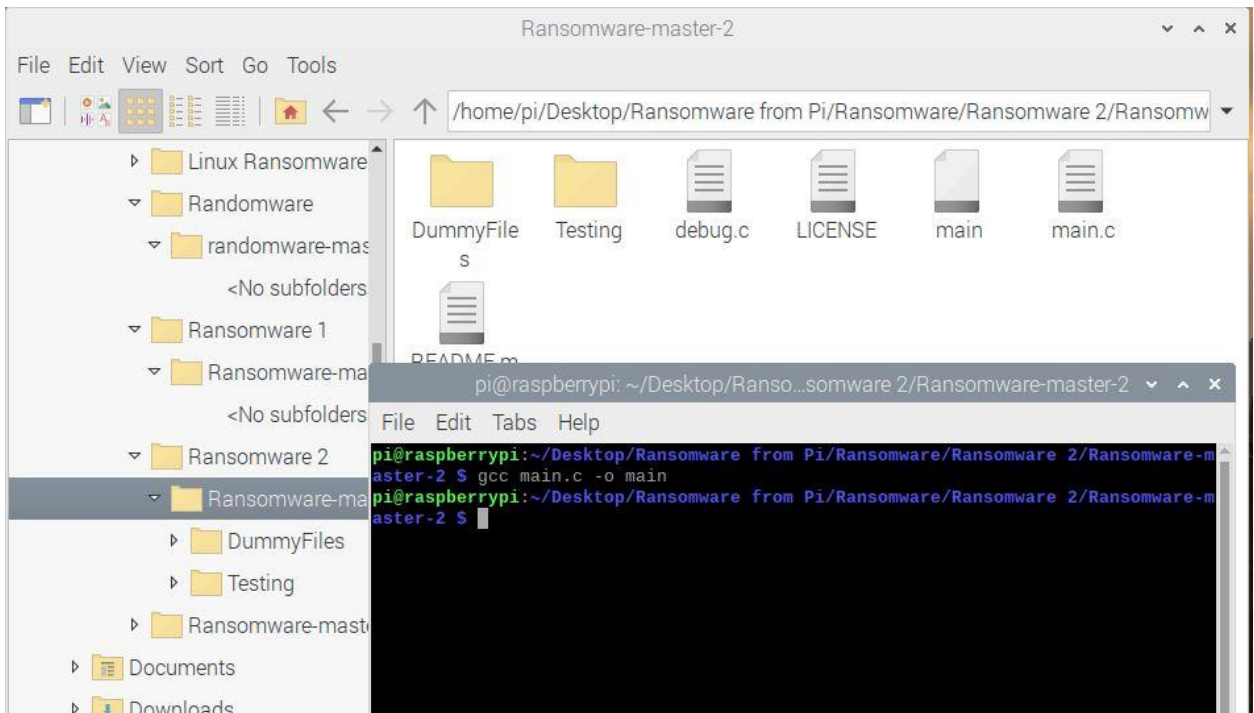 Ransomware-master-2
File Edit View Sort Go Tools
/home/pi/Desktop/Ransomware from Pi/Ransomware/Ransomware 2/Ransomw
Linux Ransomware
Randomware
randomware-mas
<No subfolders
Ransomware 1
Ransomware-ma
<No subfolders
Ransomware 2
Ransomware-ma
DummyFiles
Testing
Ransomware-mast
Documents
Downloads
DummyFile
s
Testing
debug.c
LICENSE
main
main.c
README.m
pi@raspberrypi: ~/Desktop/Ranso...somware 2/Ransomware-master-2
File Edit Tabs Help
pi@raspberrypi:~/Desktop/Ransomware from Pi/Ransomware/Ransomware 2/Ransomware-m
aster-2 $ gcc main.c -o main
pi@raspberrypi:~/Desktop/Ransomware from Pi/Ransomware/Ransomware 2/Ransomware-m
aster-2 $